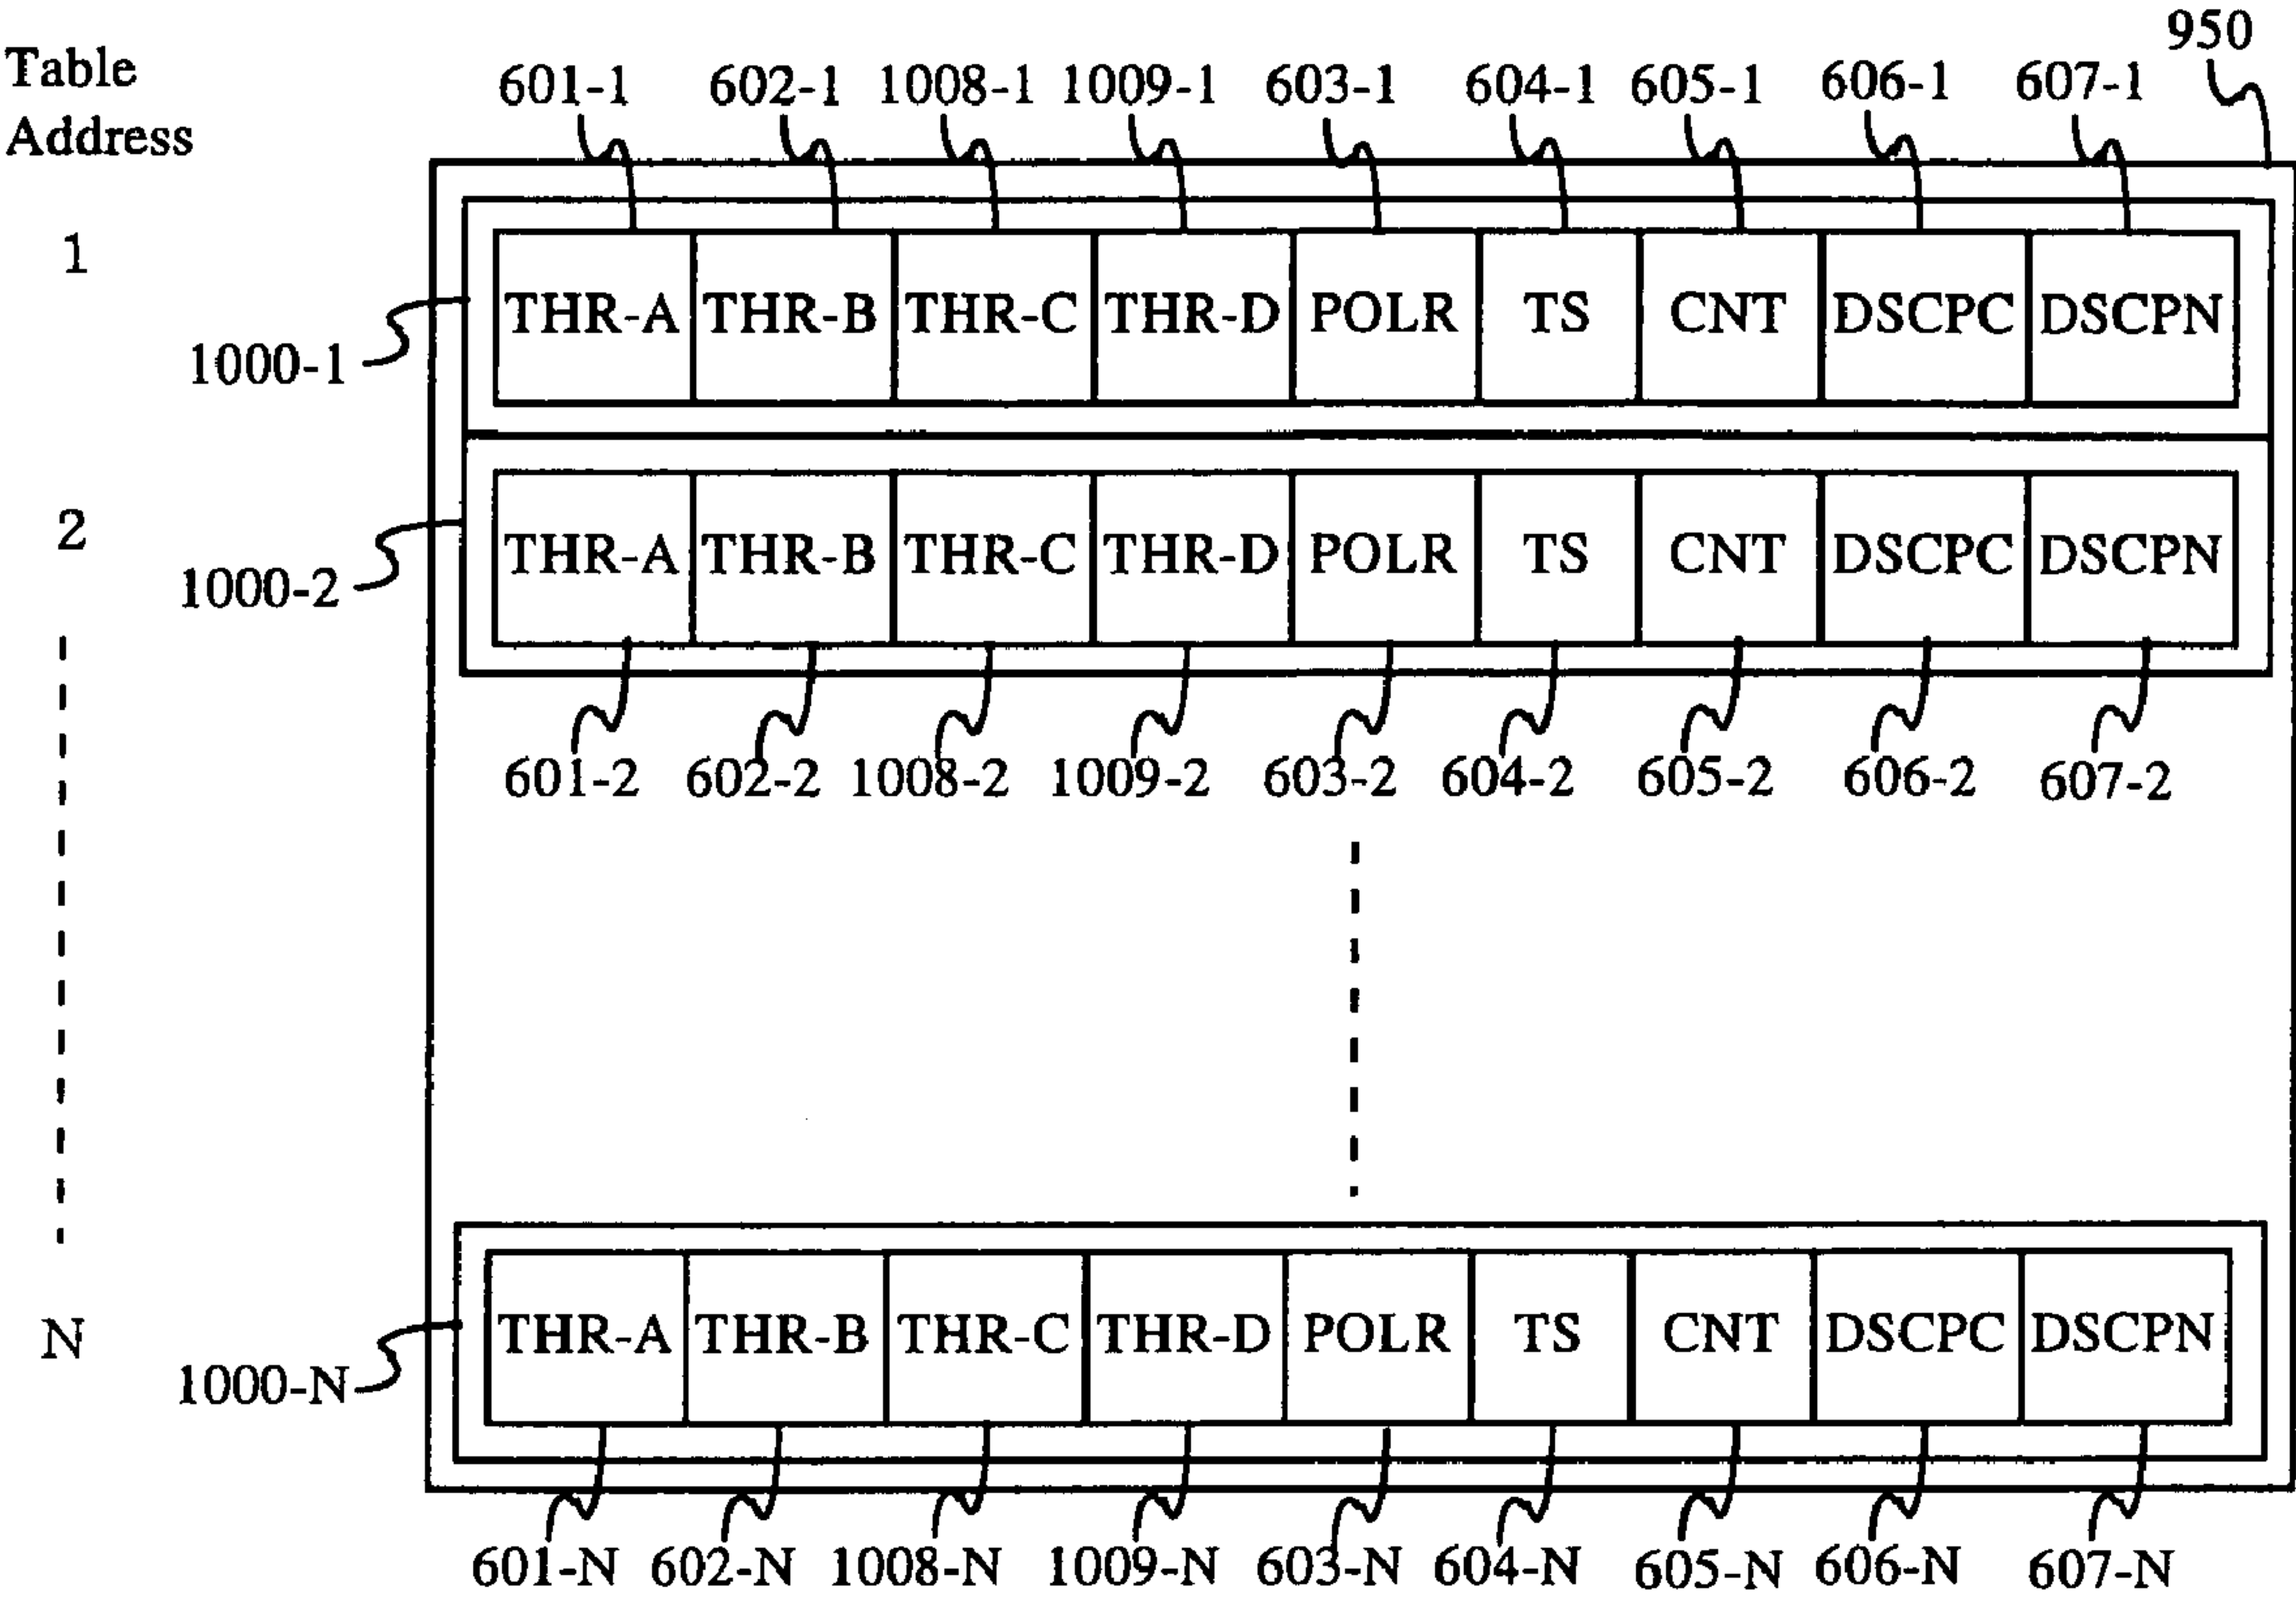 950
Table
Address
601-1 602-1 1008-1 1009-1 603-1 604-1 605-1 606-1 607-1
1
THR-A THR-B THR-C THR-D POLR TS CNT DSCPC DSCPN
1000-1
2
THR-A THR-B THR-C THR-D POLR TS CNT DSCPC DSCPN
1000-2
601-2 602-2 1008-2 1009-2 603-2 604-2 605-2 606-2 607-2
N
THR-A THR-B THR-C THR-D POLR TS CNT DSCPC DSCPN
1000-N
601-N 602-N 1008-N 1009-N 603-N 604-N 605-N 606-N 607-N